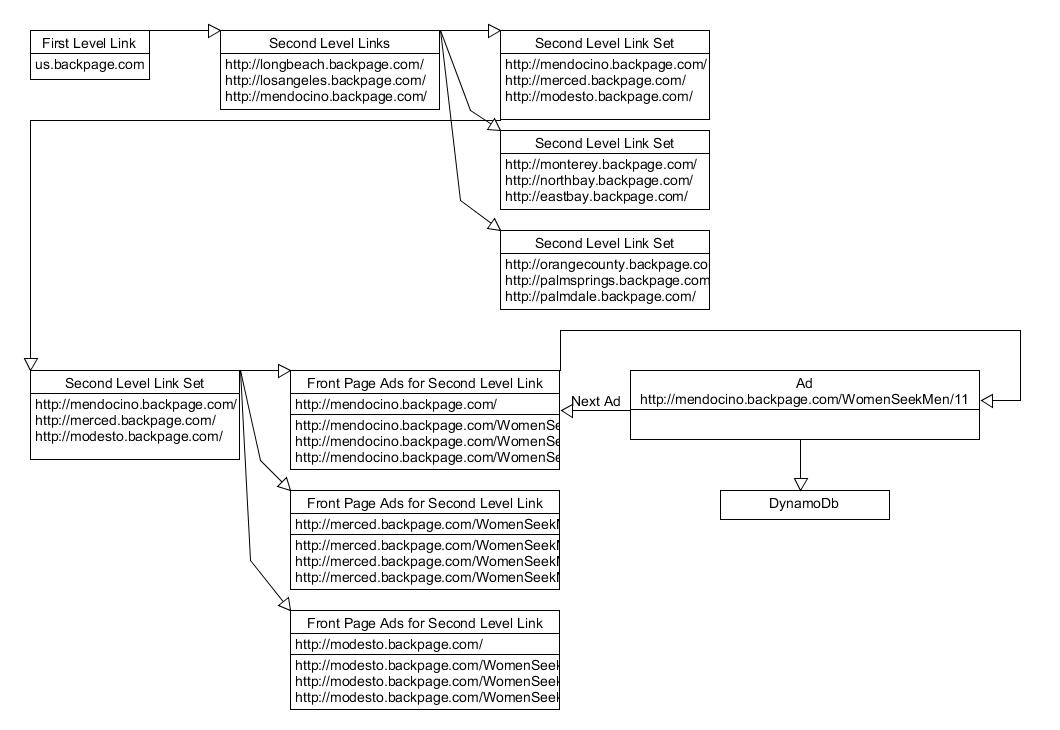 First Level Link
us.backpage.com
Second Level Links
http://longbeach.backpage.com/
http://losangeles.backpage.com/
http://mendocino.backpage.com/
Second Level Link Set
http://mendocino.backpage.com/
http://merced.backpage.com/
http://modesto.backpage.com/
Second Level Link Set
http://monterey.backpage.com/
http://northbay.backpage.com/
http://eastbay.backpage.com/
Second Level Link Set
http://orangecounty.backpage.co
http://palmsprings.backpage.com
http://palmdale.backpage.com/
Second Level Link Set
http://mendocino.backpage.com/
http://merced.backpage.com/
http://modesto.backpage.com/
Front Page Ads for Second Level Link
http://mendocino.backpage.com/
http://mendocino.backpage.com/WomenSe
http://mendocino.backpage.com/WomenSe
http://mendocino.backpage.com/WomenSe
Next Ad
Ad
http://mendocino.backpage.com/WomenSeekMen/11
DynamoDb
Front Page Ads for Second Level Link
http://merced.backpage.com/WomenSeekM
http://merced.backpage.com/WomenSeekM
http://merced.backpage.com/WomenSeekM
http://merced.backpage.com/WomenSeekM
Front Page Ads for Second Level Link
http://modesto.backpage.com/
http://modesto.backpage.com/WomenSeek
http://modesto.backpage.com/WomenSeek
http://modesto.backpage.com/WomenSeek